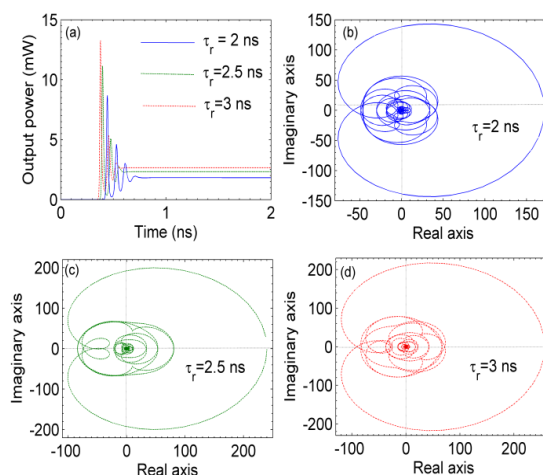 (a)
τr = 2 ns
τr=2.5 ns
τr=3 ns
15
10
5
0
0
1
2
Output power (mW)
Time (ns)
(b)
τr=2 ns
150
100
50
0
-50
-100
-150
-50
0
50
100
150
Imaginary axis
Real axis
(c)
τr=2.5 ns
200
100
0
-100
-200
-100
0
100
200
Imaginary axis
Real axis
(d)
τr=3 ns
200
100
0
-100
-200
-100
0
100
200
Imaginary axis
Real axis